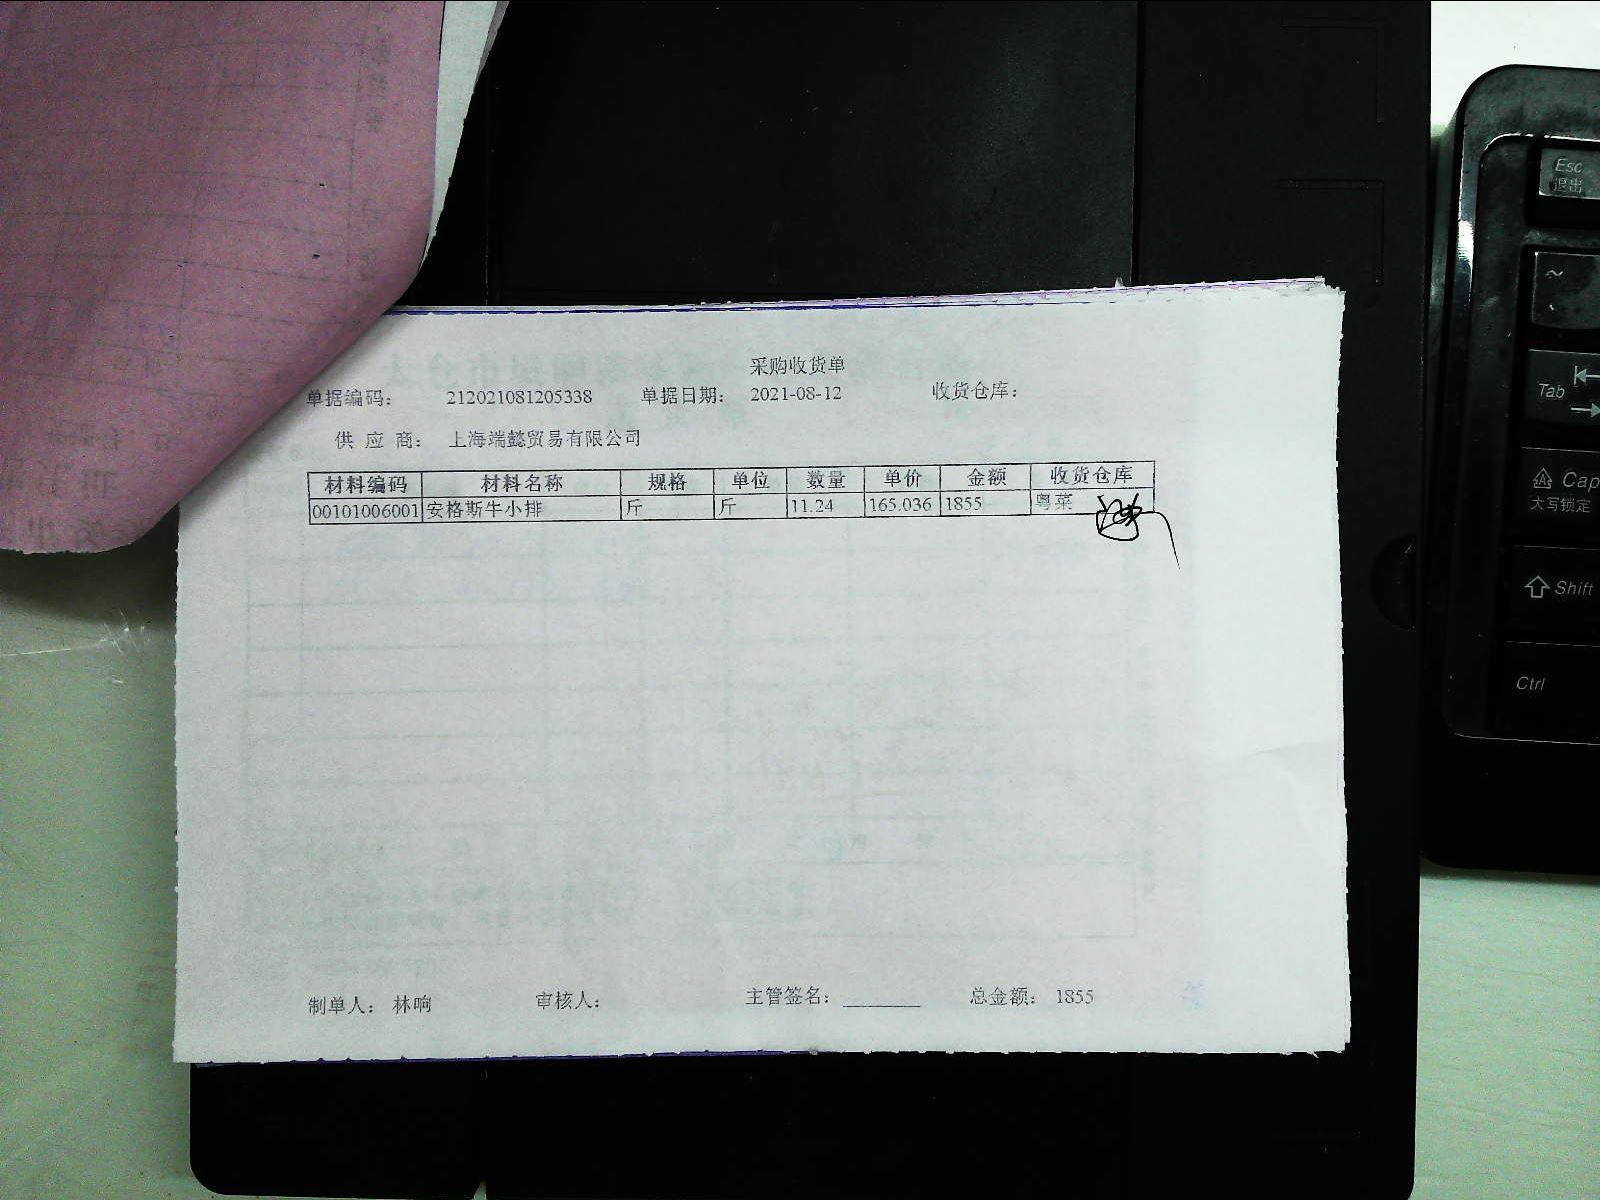 采购收货单
单据编码： 212021081205338 单据日期： 2021-08-12 收货仓库：
供 应 商： 上海端懿贸易有限公司
材料编码 材料名称 规格 单位 数量 单价 金额 收货仓库
00101006001 安格斯牛小排 斤 斤 11.24 165.036 1855 粤菜
制单人： 林响 审核人： 主管签名： ________ 总金额： 1855
Esc
退出
~
Tab
Cap
大写锁定
Shift
Ctrl